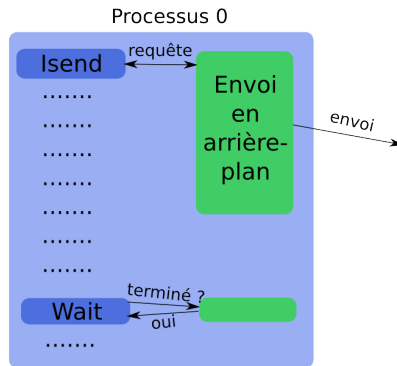 Processus 0
Isend
requête
Envoi
en
arrière-
plan
envoi
.......
.......
.......
.......
.......
.......
.......
Wait
terminé ?
oui
.......